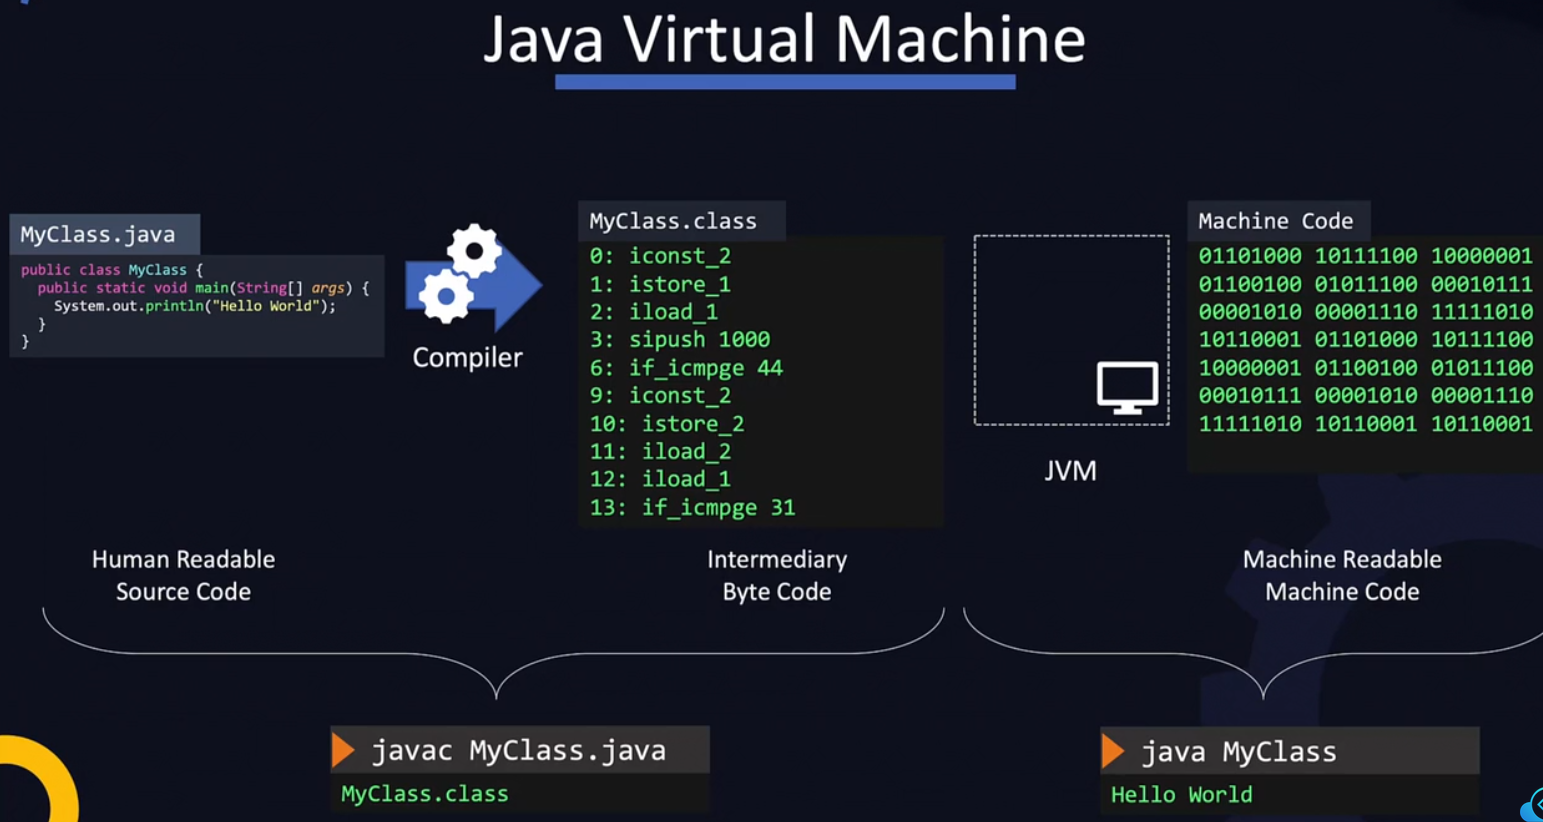 Java Virtual Machine
MyClass.java
public class MyClass {
public static void main(String[] args) {
System.out.println("Hello World");
}
}
Compiler
MyClass.class
0: iconst_2
1: istore_1
2: iload_1
3: sipush 1000
6: if_icmpge 44
9: iconst_2
10: istore_2
11: iload_2
12: iload_1
13: if_icmpge 31
JVM
Machine Code
01101000 10111100 10000001
01100100 01011100 00010111
00001010 00001110 11111010
10110001 01101000 10111100
10000001 01100100 01011100
00010111 00001010 00001110
11111010 10110001 10110001
Human Readable
Source Code
Intermediary
Byte Code
Machine Readable
Machine Code
javac MyClass.java
MyClass.class
java MyClass
Hello World